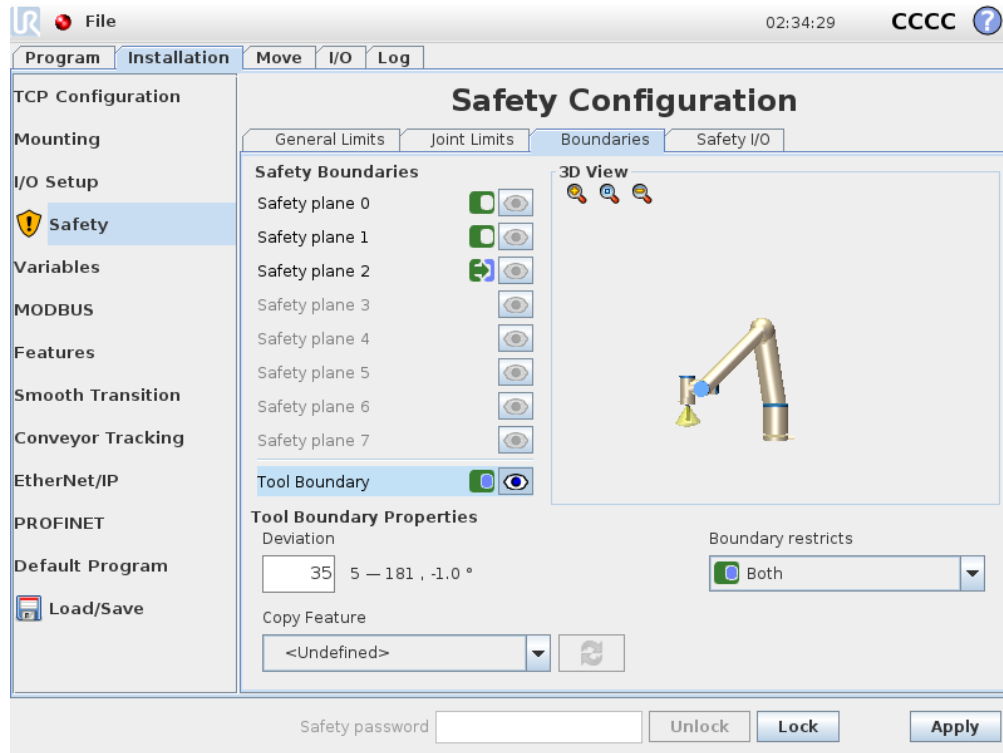 UR File 02:34:29 CCCC ?
Program Installation Move I/O Log
TCP Configuration
Mounting
I/O Setup
Safety
Variables
MODBUS
Features
Smooth Transition
Conveyor Tracking
EtherNet/IP
PROFINET
Default Program
Load/Save
Safety Configuration
General Limits Joint Limits Boundaries Safety I/O
Safety Boundaries
Safety plane 0
Safety plane 1
Safety plane 2
Safety plane 3
Safety plane 4
Safety plane 5
Safety plane 6
Safety plane 7
Tool Boundary
3D View
Tool Boundary Properties
Deviation
35 5 — 181 , -1.0 °
Boundary restricts
Both
Copy Feature
<Undefined>
Safety password Unlock Lock Apply